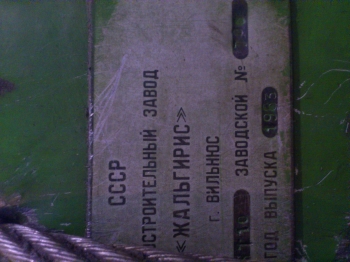 СССР
СТРОИТЕЛЬНЫЙ ЗАВОД
«ЖАЛЬГИРИС»
г. ВИЛЬНЮС
ЗАВОДСКОЙ №
ГОД ВЫПУСКА